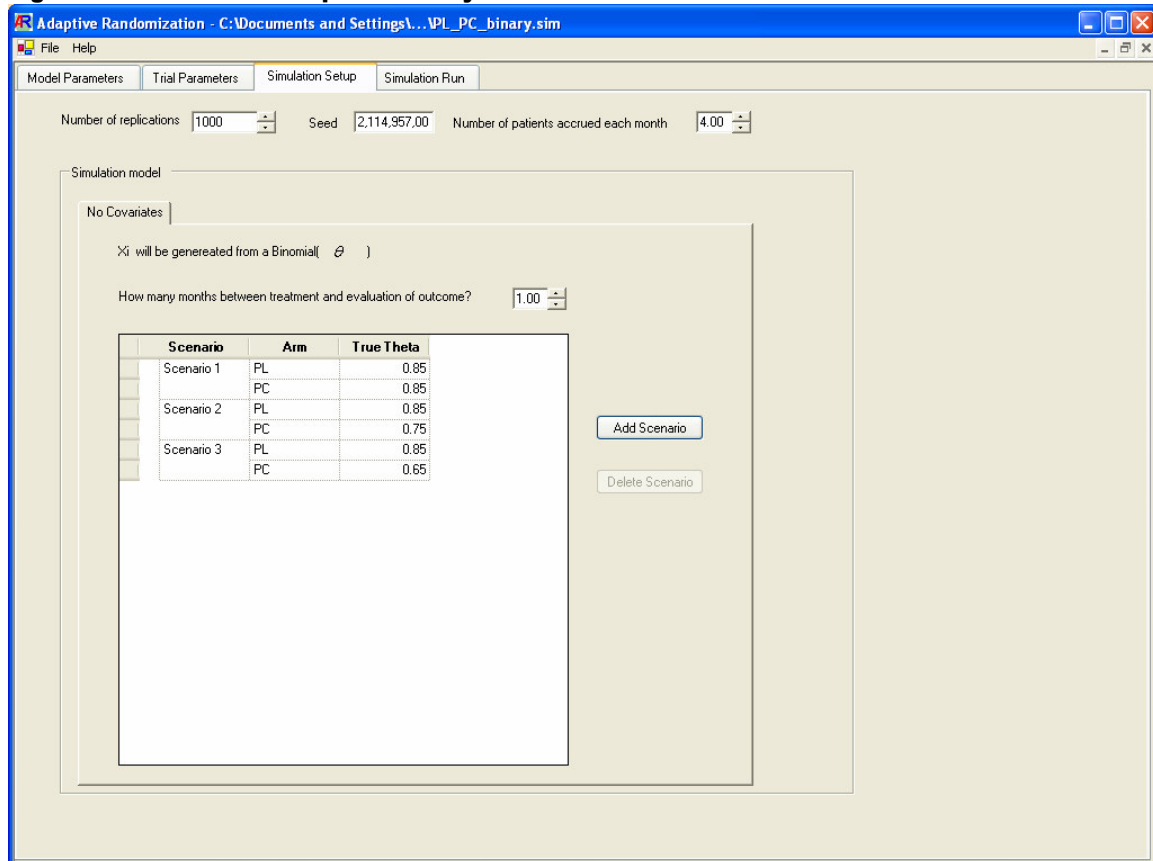 Adaptive Randomization - C:\Documents and Settings\...\PL_PC_binary.sim
File Help
Model Parameters Trial Parameters Simulation Setup Simulation Run
Number of replications 1000 Seed 2,114,957,00 Number of patients accrued each month 4.00
Simulation model
No Covariates
Xi will be genereated from a Binomial( θ )
How many months between treatment and evaluation of outcome? 1.00
Scenario Arm True Theta
Scenario 1 PL 0.85
PC 0.85
Scenario 2 PL 0.85
PC 0.75
Scenario 3 PL 0.85
PC 0.65
Add Scenario
Delete Scenario